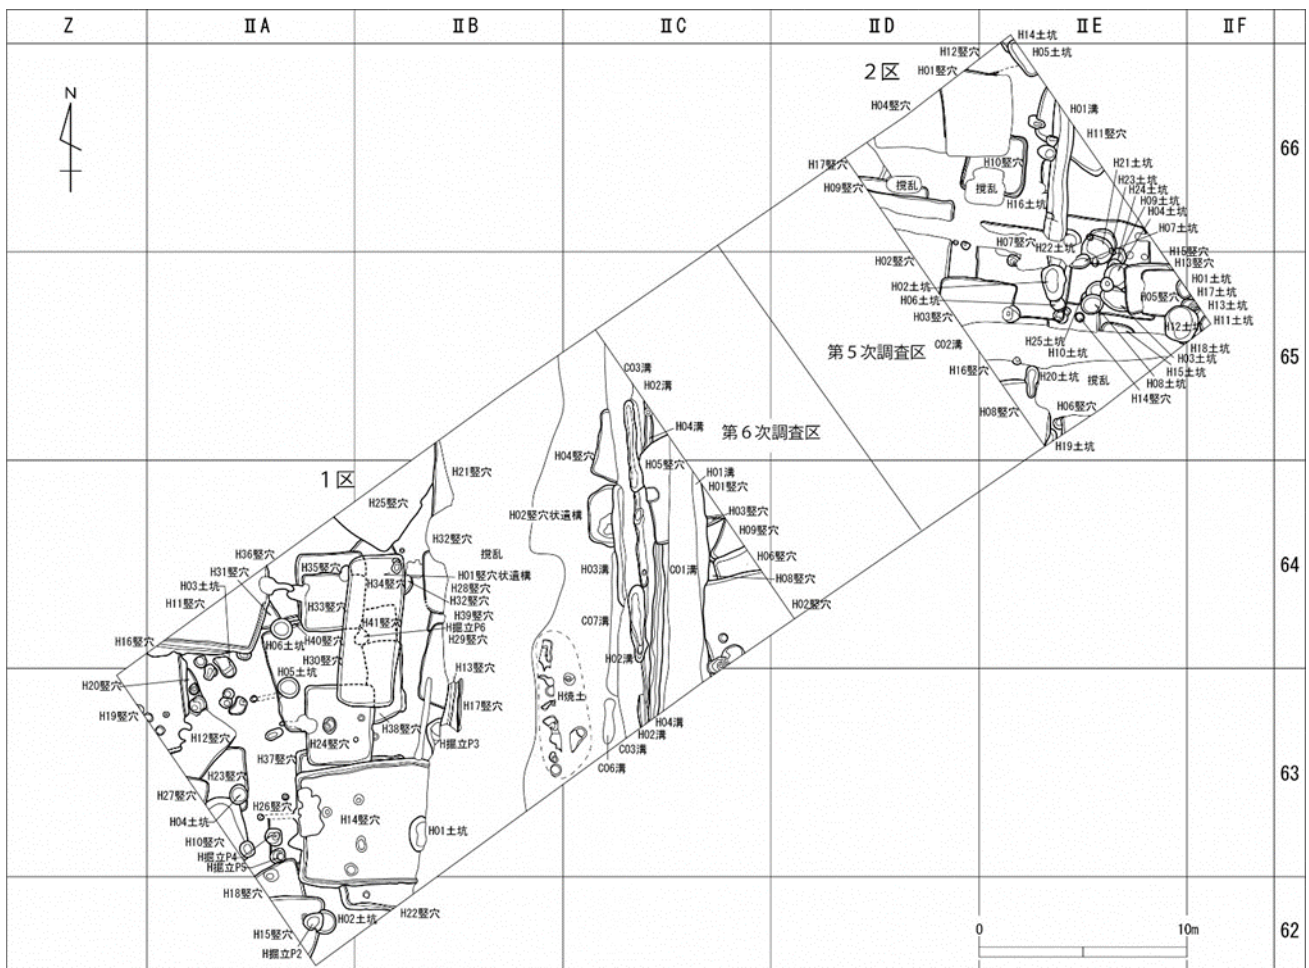 Z ⅡA ⅡB ⅡC ⅡD ⅡE ⅡF
H14土坑
H12竪穴
H05土坑
2区
H01竪穴
N
H04竪穴
H01溝
H11竪穴
66
H17竪穴
H10竪穴
H21土坑
H23土坑
撹乱
撹乱
H24土坑
H09竪穴
H16土坑
H09土坑
H04土坑
H07土坑
H07竪穴
H22土坑
H15竪穴
H02竪穴
H13竪穴
H01土坑
H02土坑
H17土坑
H05竪穴
H06土坑
H13土坑
H03竪穴
H12土坑
H11土坑
C02溝
H25土坑
H18土坑
第5次調査区
H10土坑
H03土坑
65
C03溝
H16竪穴
H15土坑
H02溝
H20土坑
撹乱
H08土坑
H14竪穴
H08竪穴
H06竪穴
H04溝
第6次調査区
H19土坑
H04竪穴
H05竪穴
H21竪穴
H01溝
1区
H01竪穴
H25竪穴
H03竪穴
H02竪穴状遺構
H09竪穴
H32竪穴
H36竪穴
撹乱
H06竪穴
H35竪穴
64
H31竪穴
H01竪穴状遺構
H03溝
C01溝
H03土坑
H34竪穴
H28竪穴
H08竪穴
H32竪穴
H11竪穴
H33竪穴
H02竪穴
H39竪穴
H41竪穴
H掘立P6
C07溝
H16竪穴
H40竪穴
H29竪穴
H06土坑
H30竪穴
H02溝
H13竪穴
H20竪穴
H05土坑
H焼土
H19竪穴
H17竪穴
H38竪穴
H04溝
H12竪穴
H24竪穴
H掘立P3
H02溝
C03溝
H37竪穴
C06溝
63
H23竪穴
H27竪穴
H26竪穴
H04土坑
H14竪穴
H01土坑
H10竪穴
H掘立P4
H掘立P5
H18竪穴
H22竪穴
H02土坑
H15竪穴
62
H掘立P2
0 10m